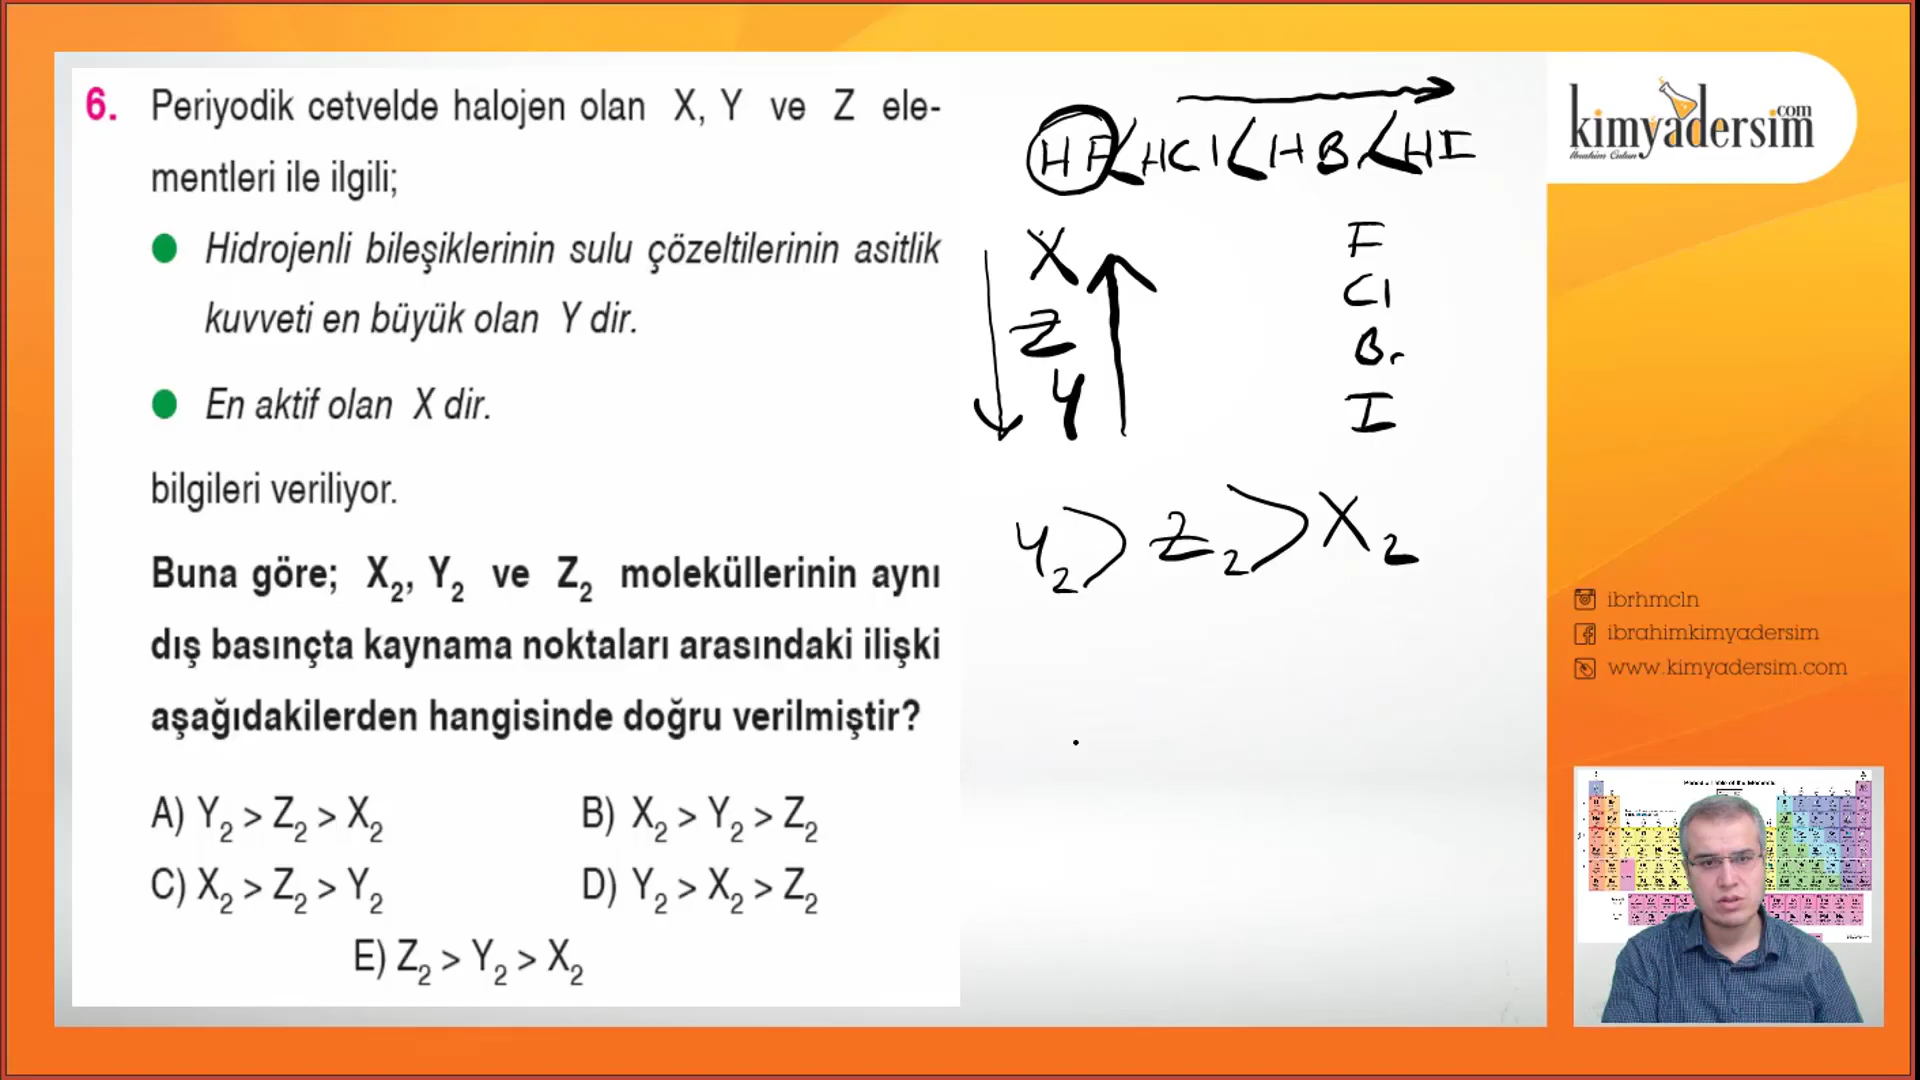 6. Periyodik cetvelde halojen olan X, Y ve Z ele-
mentleri ile ilgili;
Hidrojenli bileşiklerinin sulu çözeltilerinin asitlik
kuvveti en büyük olan Y dir.
En aktif olan X dir.
bilgileri veriliyor.
Buna göre; X₂, Y₂ ve Z₂ moleküllerinin aynı
dış basınçta kaynama noktaları arasındaki ilişki
aşağıdakilerden hangisinde doğru verilmiştir?
A) Y₂ > Z₂ > X₂
B) X₂ > Y₂ > Z₂
C) X₂ > Z₂ > Y₂
D) Y₂ > X₂ > Z₂
E) Z₂ > Y₂ > X₂
HF<HCl<HB<HI
X
Z
Y
F
Cl
Br
I
Y₂>Z₂>X₂
kimyadersim
.com
ibrhmcln
ibrahimkimyadersim
www.kimyadersim.com